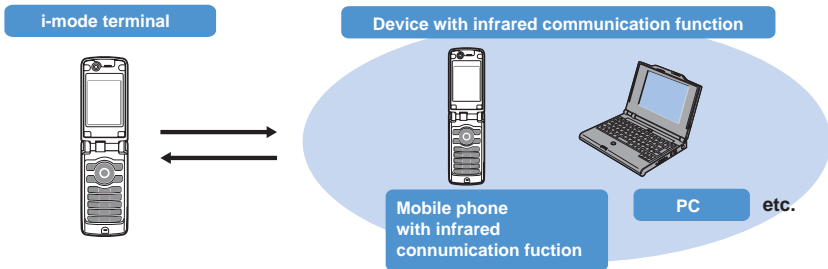 i-mode terminal
Device with infrared communication function
Mobile phone
with infrared
connumication fuction
PC
etc.